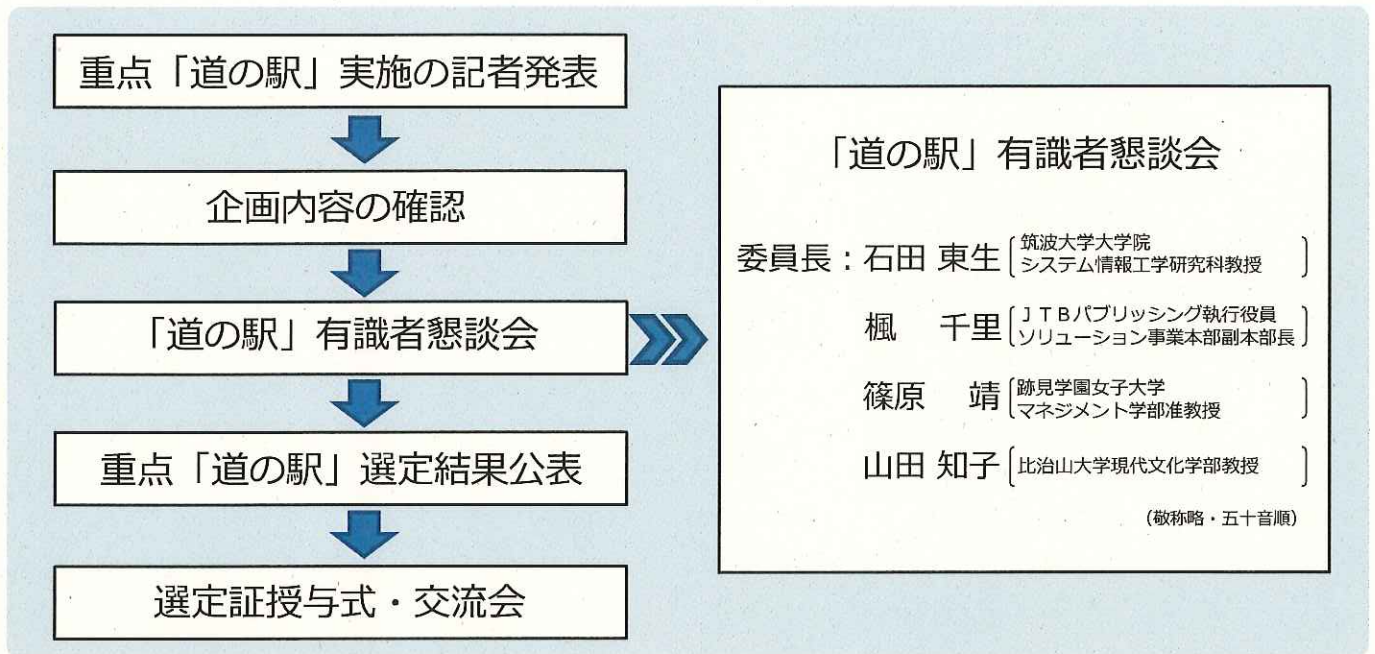 重点「道の駅」実施の記者発表
企画内容の確認
「道の駅」有識者懇談会
重点「道の駅」選定結果公表
選定証授与式・交流会
「道の駅」有識者懇談会
委員長：石田 東生
筑波大学大学院
システム情報工学研究科教授
楓 千里
ＪＴＢパブリッシング執行役員
ソリューション事業本部副本部長
篠原 靖
跡見学園女子大学
マネジメント学部准教授
山田 知子
比治山大学現代文化学部教授
（敬称略・五十音順）